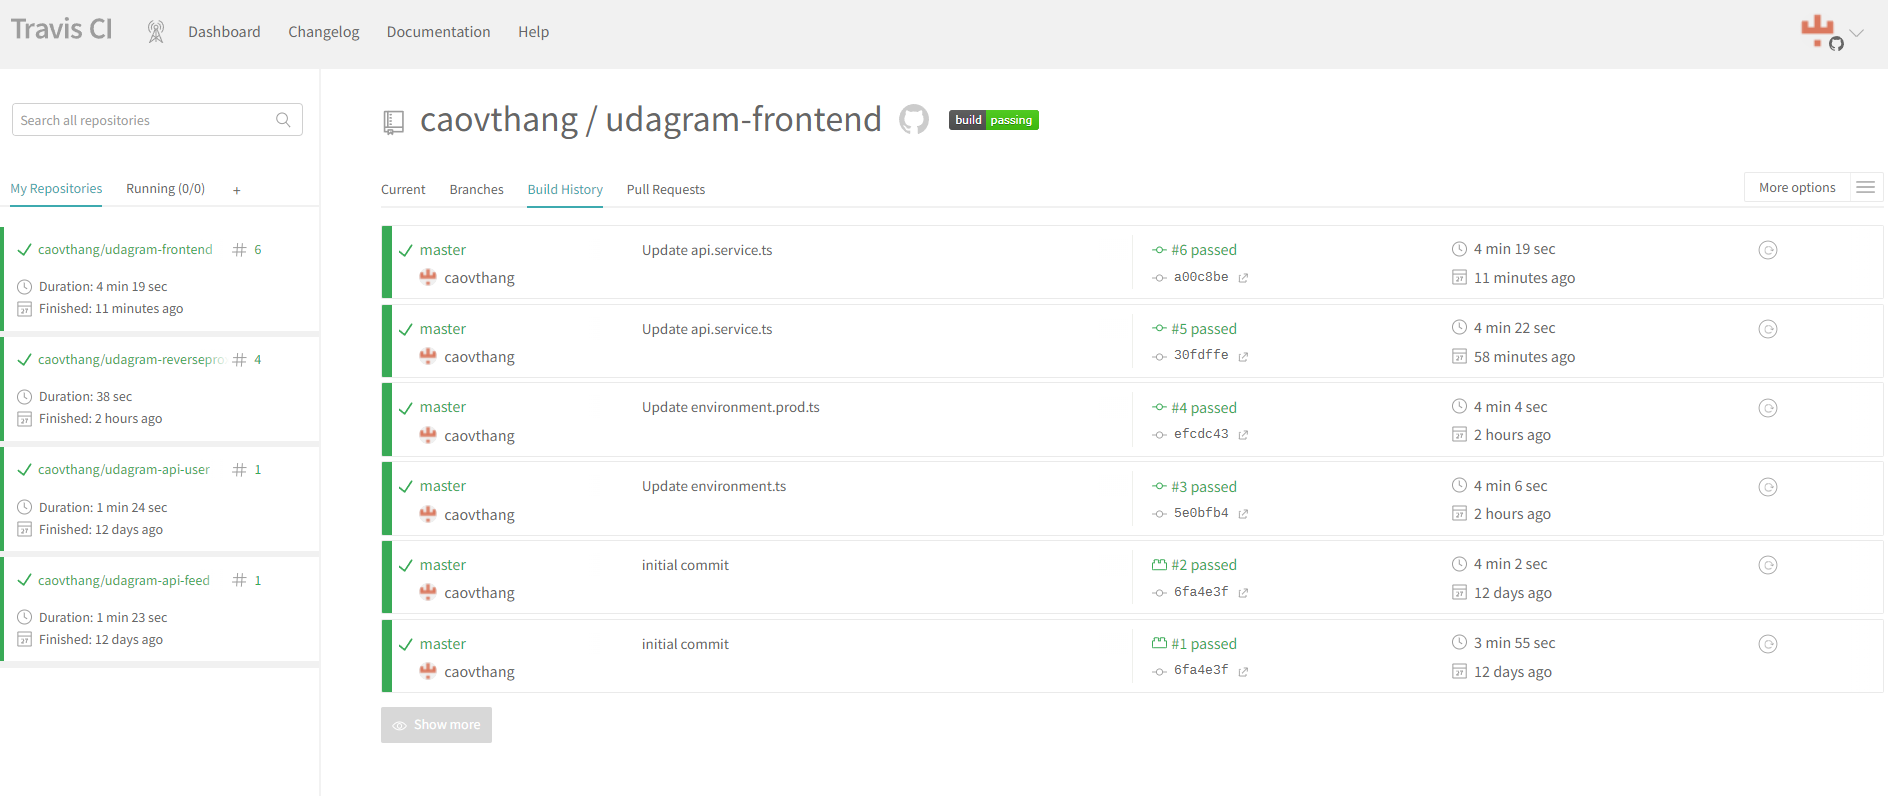 Travis CI
Dashboard Changelog Documentation Help
Search all repositories
My Repositories Running (0/0) +
caovthang/udagram-frontend # 6
Duration: 4 min 19 sec
Finished: 11 minutes ago
caovthang/udagram-reversepro # 4
Duration: 38 sec
Finished: 2 hours ago
caovthang/udagram-api-user # 1
Duration: 1 min 24 sec
Finished: 12 days ago
caovthang/udagram-api-feed # 1
Duration: 1 min 23 sec
Finished: 12 days ago
caovthang / udagram-frontend build passing
Current Branches Build History Pull Requests More options
master Update api.service.ts #6 passed 4 min 19 sec
caovthang a00c8be 11 minutes ago
master Update api.service.ts #5 passed 4 min 22 sec
caovthang 30fdffe 58 minutes ago
master Update environment.prod.ts #4 passed 4 min 4 sec
caovthang efcdc43 2 hours ago
master Update environment.ts #3 passed 4 min 6 sec
caovthang 5e0bfb4 2 hours ago
master initial commit #2 passed 4 min 2 sec
caovthang 6fa4e3f 12 days ago
master initial commit #1 passed 3 min 55 sec
caovthang 6fa4e3f 12 days ago
Show more